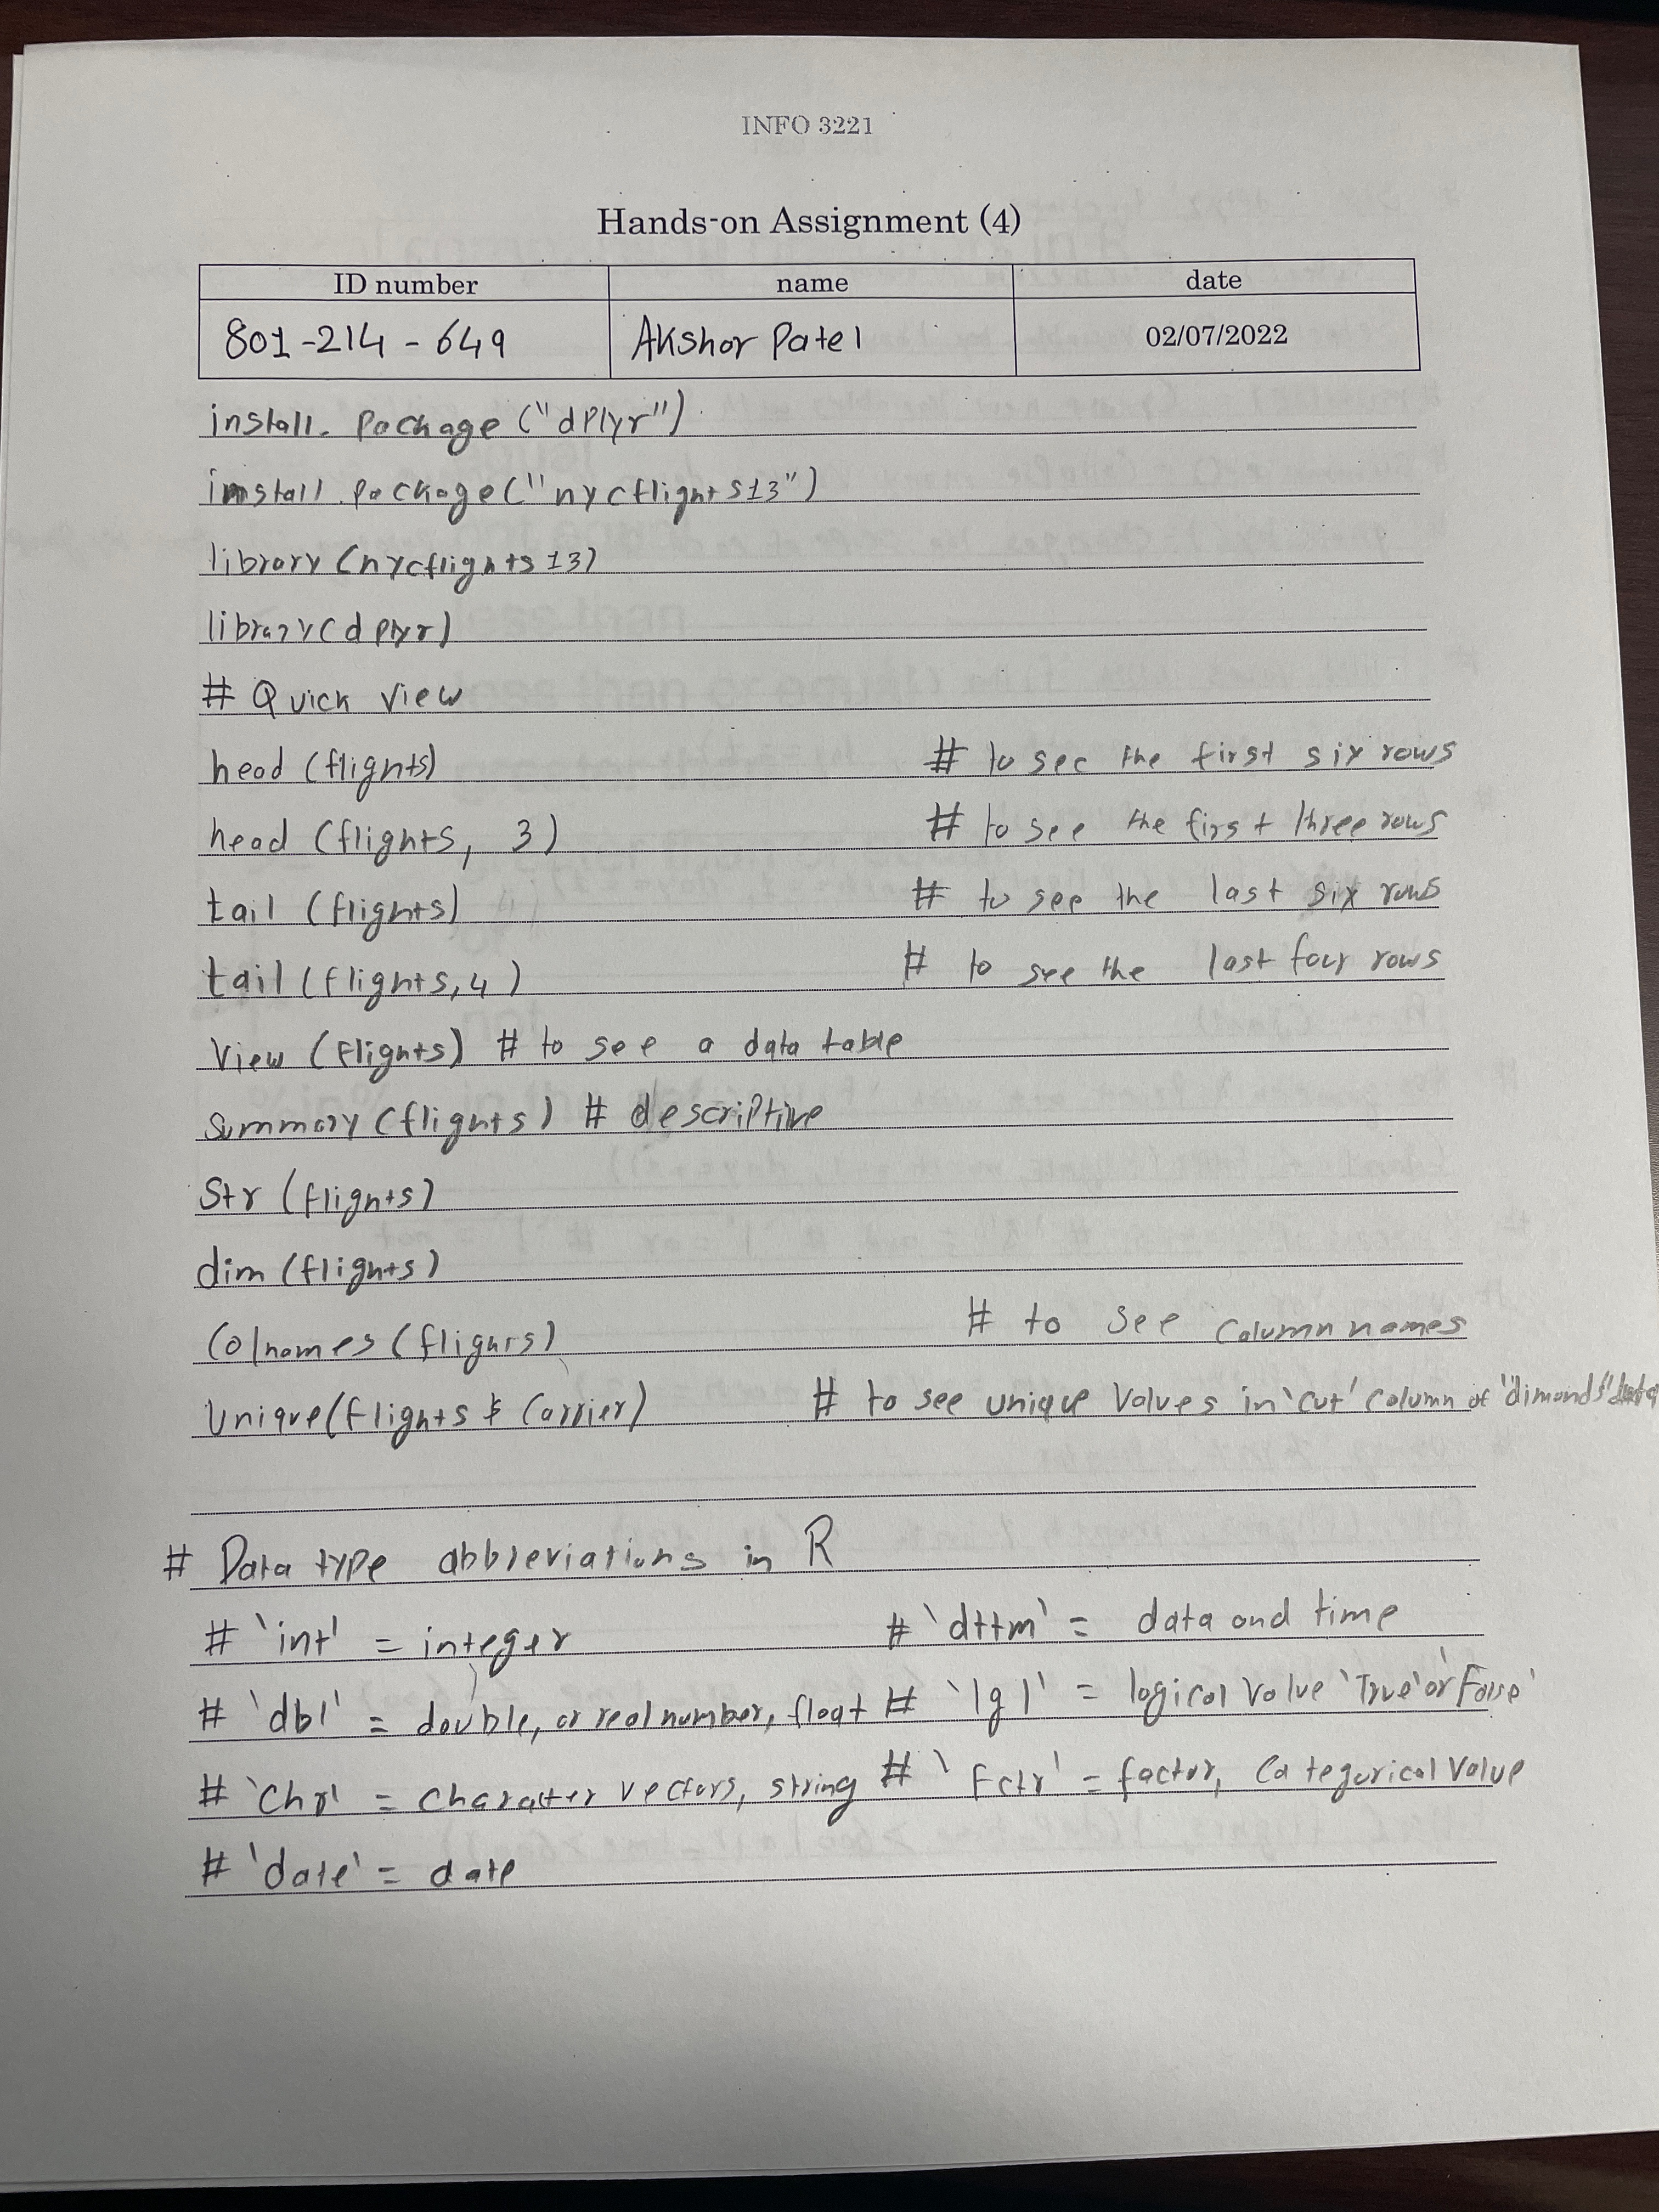 INFO 3221
Hands-on Assignment (4)
ID number name date
801-214-649 Akshar Patel 02/07/2022
install. package ("dplyr")
install. package("nycflights13")
library (nycflights13)
library(dplyr)
# Quick view
head (flights) # to see the first six rows
head (flights, 3) # to see the first three rows
tail (flights) # to see the last six rows
tail (flights,4) # to see the last four rows
View (flights) # to see a data table
Summary (flights) # descriptive
Str (flights)
dim (flights)
Colnames (flights) # to see column names
Unique(flights $ Carrier) # to see unique values in 'cut' column of "dimonds" data
# Data type abbreviations in R
# 'int' = integer # 'dttm' = data and time
# 'dbl' = double, or real number, float # 'lgl' = logical value 'True' or 'False'
# 'Chr' = character vectors, string # 'Fctr' = factor, Categorical value
# 'date' = date